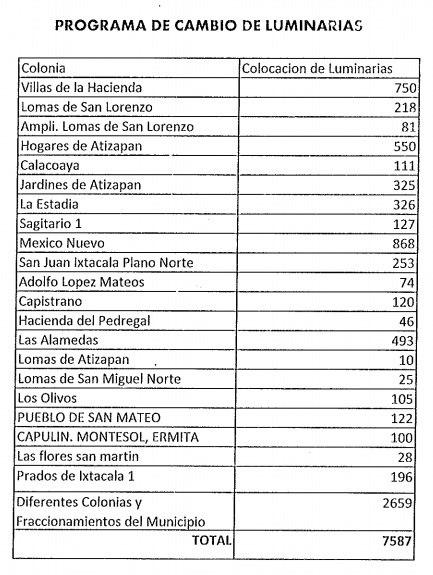 PROGRAMA DE CAMBIO DE LUMINARIAS
Colonia Colocacion de Luminarias
Villas de la Hacienda 750
Lomas de San Lorenzo 218
Ampli. Lomas de San Lorenzo 81
Hogares de Atizapan 550
Calacoaya 111
Jardines de Atizapan 325
La Estadia 326
Sagitario 1 127
Mexico Nuevo 868
San Juan Ixtacala Plano Norte 253
Adolfo Lopez Mateos 74
Capistrano 120
Hacienda del Pedregal 46
Las Alamedas 493
Lomas de Atizapan 10
Lomas de San Miguel Norte 25
Los Olivos 105
PUEBLO DE SAN MATEO 122
CAPULIN. MONTESOL, ERMITA 100
Las flores san martin 28
Prados de Ixtacala 1 196
Diferentes Colonias y 2659
Fraccionamientos del Municipio
TOTAL 7587